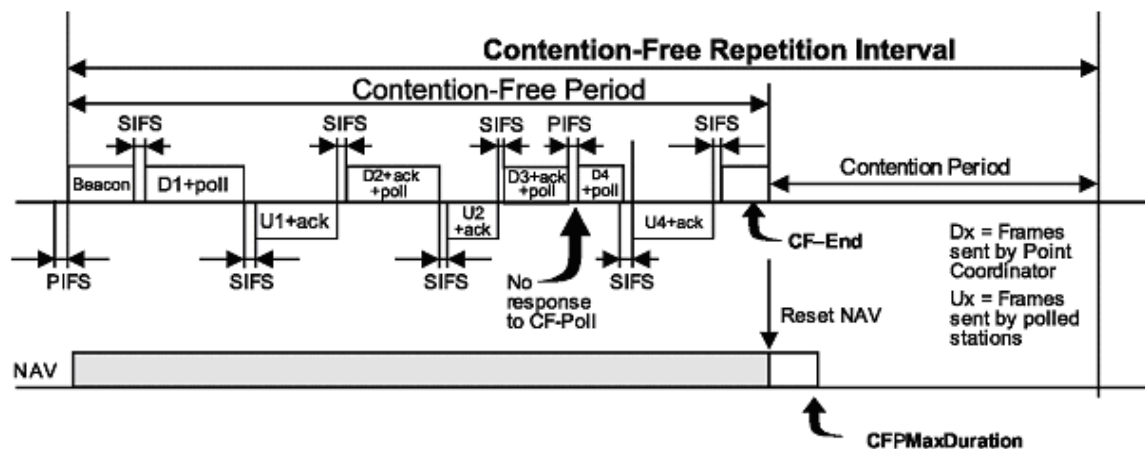 Contention-Free Repetition Interval
Contention-Free Period
SIFS
SIFS
SIFS
PIFS
SIFS
Contention Period
Beacon
D1+poll
D2+ack
+poll
D3+ack
+poll
D4
+poll
U1+ack
U2
+ack
U4+ack
CF–End
Dx = Frames
sent by Point
Coordinator
Ux = Frames
sent by polled
stations
PIFS
SIFS
SIFS
No
response
to CF-Poll
SIFS
Reset NAV
NAV
CFPMaxDuration